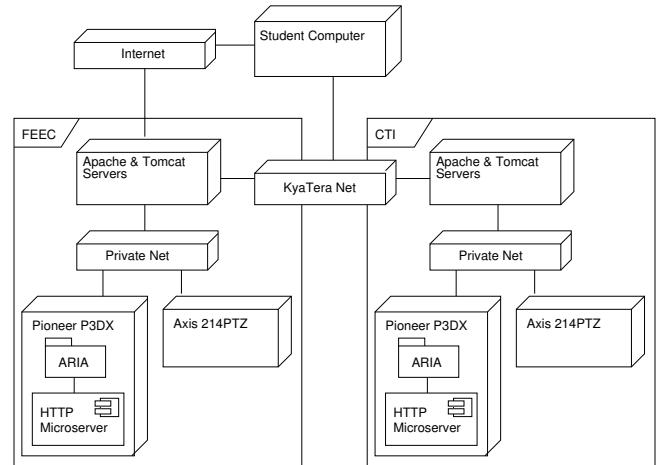 Student Computer
Internet
FEEC
CTI
Apache & Tomcat
Servers
KyaTera Net
Apache & Tomcat
Servers
Private Net
Private Net
Pioneer P3DX
Axis 214PTZ
ARIA
HTTP
Microserver
Pioneer P3DX
Axis 214PTZ
ARIA
HTTP
Microserver